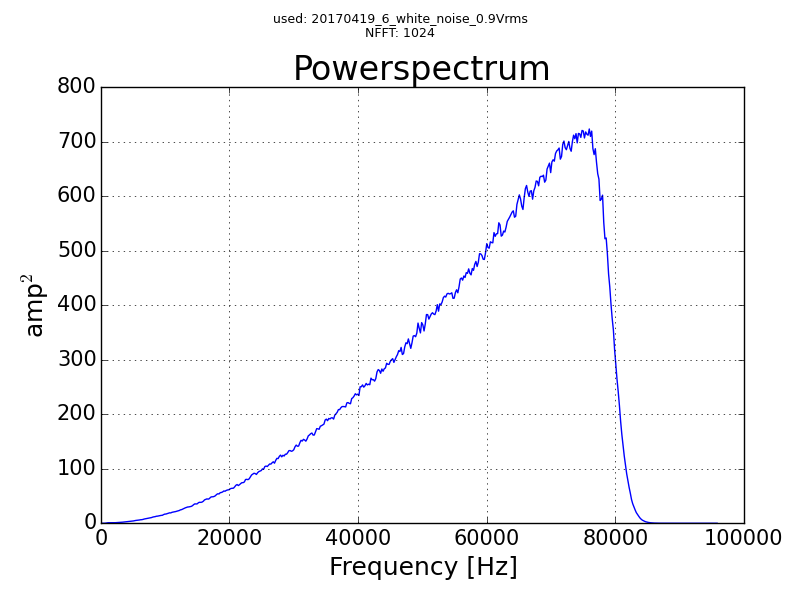 used: 20170419_6_white_noise_0.9Vrms
NFFT: 1024
Powerspectrum
800
700
600
500
400
300
200
100
0
amp²
0 20000 40000 60000 80000 100000
Frequency [Hz]